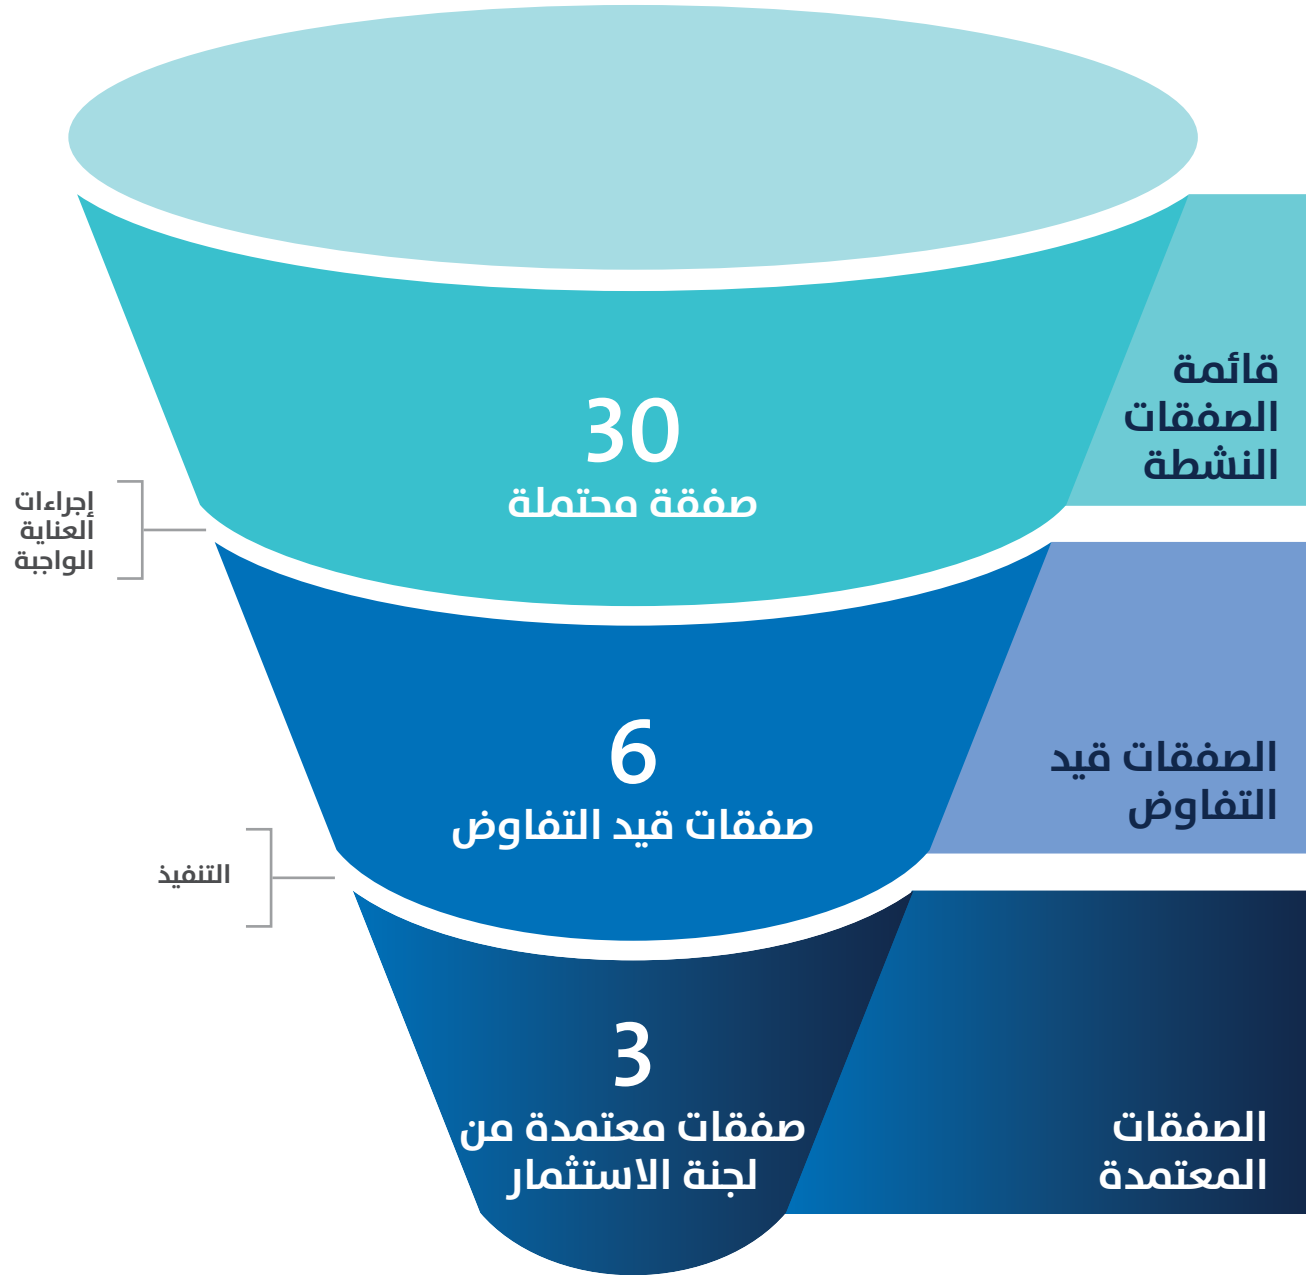 قائمة
الصفقات
النشطة
30
صفقة محتملة
إجراءات
العناية
الواجبة
الصفقات قيد
التفاوض
6
صفقات قيد التفاوض
التنفيذ
الصفقات
المعتمدة
3
صفقات معتمدة من
لجنة الاستثمار